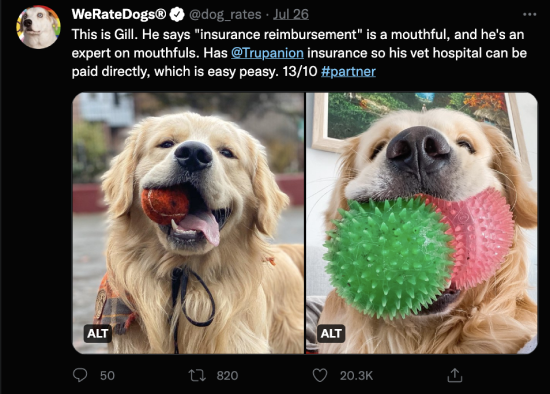 WeRateDogs® @dog_rates · Jul 26
This is Gill. He says "insurance reimbursement" is a mouthful, and he's an
expert on mouthfuls. Has @Trupanion insurance so his vet hospital can be
paid directly, which is easy peasy. 13/10 #partner
ALT
ALT
50 820 20.3K